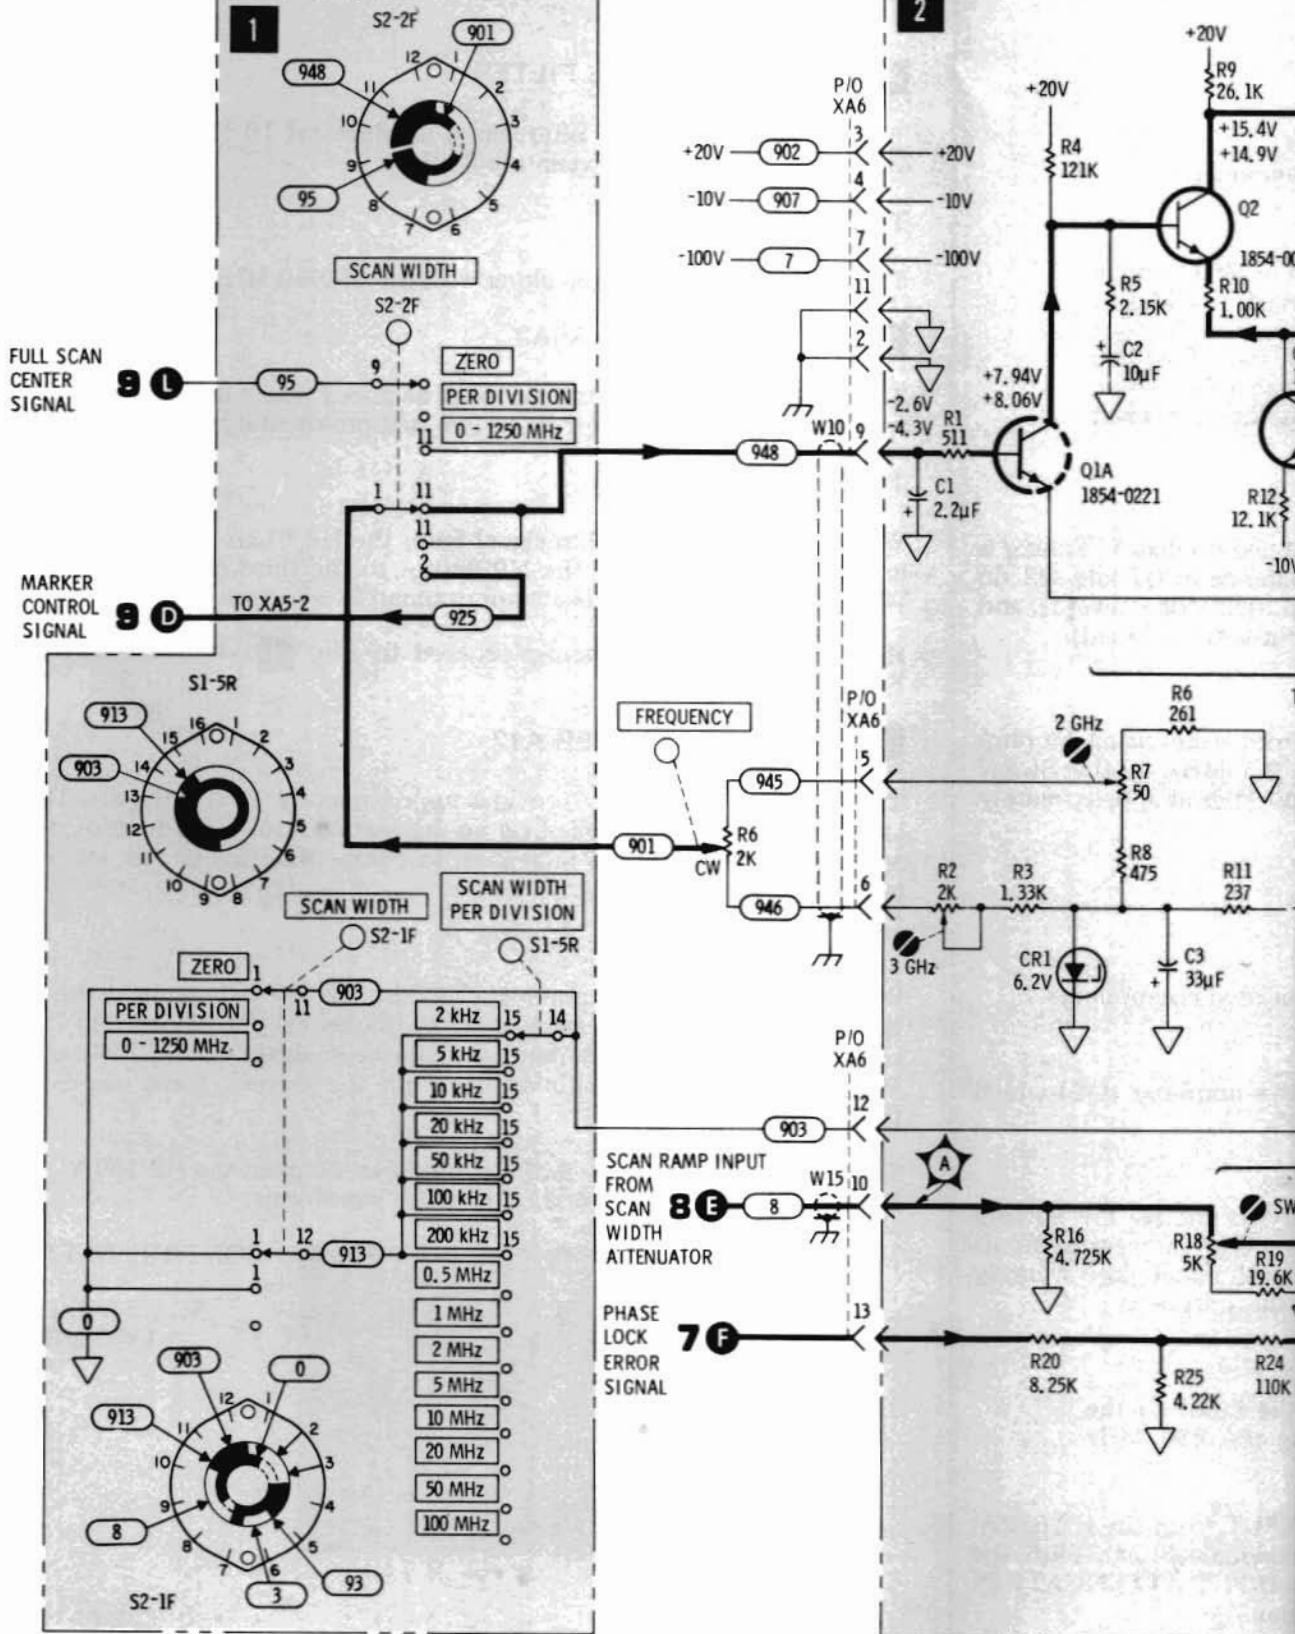 1
S2-2F
901
948
95
12
1
2
3
4
5
6
7
8
9
10
11
SCAN WIDTH
S2-2F
FULL SCAN
CENTER
SIGNAL
9 L
95
9
ZERO
PER DIVISION
0 - 1250 MHz
11
1
11
11
2
MARKER
CONTROL
SIGNAL
9 D
TO XA5-2
925
S1-5R
913
903
16
1
2
3
4
5
6
7
8
9
10
11
12
13
14
15
SCAN WIDTH
S2-1F
SCAN WIDTH
PER DIVISION
S1-5R
ZERO
1
PER DIVISION
0 - 1250 MHz
11
903
2 kHz 15 14
5 kHz 15
10 kHz 15
20 kHz 15
50 kHz 15
100 kHz 15
200 kHz 15
0.5 MHz
1 MHz
2 MHz
5 MHz
10 MHz
20 MHz
50 MHz
100 MHz
1
12
913
1
0
903
0
913
8
3
93
12
1
2
3
4
5
6
7
8
9
10
11
S2-1F
P/O
XA6
+20V 902 3 +20V
-10V 907 4 -10V
-100V 7 7 -100V
11
2
W10
948
9
-2.6V
-4.3V
FREQUENCY
P/O
XA6
945
5
R6
2K
CW
901
946
6
P/O
XA6
903
12
SCAN RAMP INPUT
FROM
SCAN
WIDTH
ATTENUATOR
8 E
8
W15
10
PHASE
LOCK
ERROR
SIGNAL
7 F
13
2
+20V
R9
26.1K
+20V
+15.4V
+14.9V
R4
121K
Q2
1854-0
R5
2.15K
R10
1.00K
C2
10µF
+
+7.94V
+8.06V
R1
511
Q1A
1854-0221
C1
2.2µF
+
R12
12.1K
-10V
R6
261
2 GHz
R7
50
R8
475
R2
2K
R3
1.33K
R11
237
3 GHz
CR1
6.2V
C3
33µF
+
A
SW
R16
4.725K
R18
5K
R19
19.6K
R20
8.25K
R25
4.22K
R24
110K